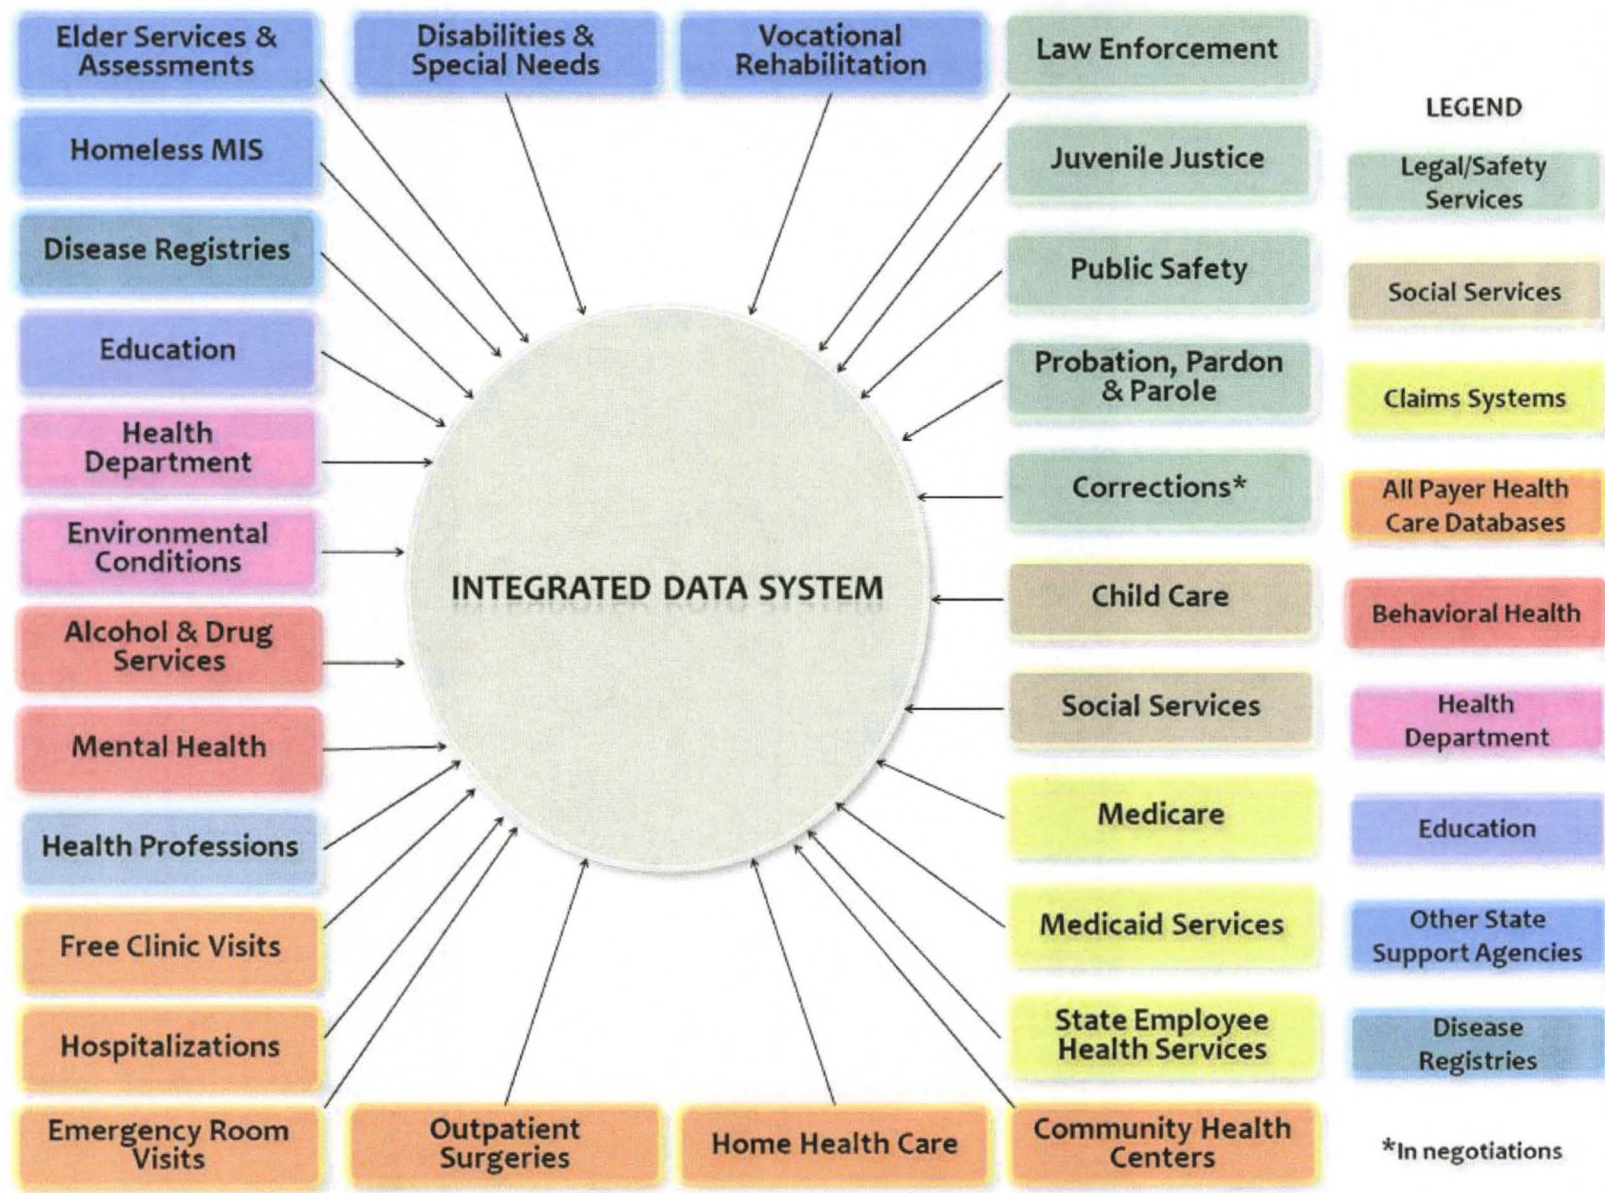 Elder Services &
Assessments
Disabilities &
Special Needs
Vocational
Rehabilitation
Law Enforcement
Homeless MIS
Disease Registries
Education
Health
Department
Environmental
Conditions
Alcohol & Drug
Services
Mental Health
Health Professions
Free Clinic Visits
Hospitalizations
Emergency Room
Visits
Outpatient
Surgeries
Home Health Care
Community Health
Centers
INTEGRATED DATA SYSTEM
Juvenile Justice
Public Safety
Probation, Pardon
& Parole
Corrections*
Child Care
Social Services
Medicare
Medicaid Services
State Employee
Health Services
LEGEND
Legal/Safety
Services
Social Services
Claims Systems
All Payer Health
Care Databases
Behavioral Health
Health
Department
Education
Other State
Support Agencies
Disease
Registries
*In negotiations